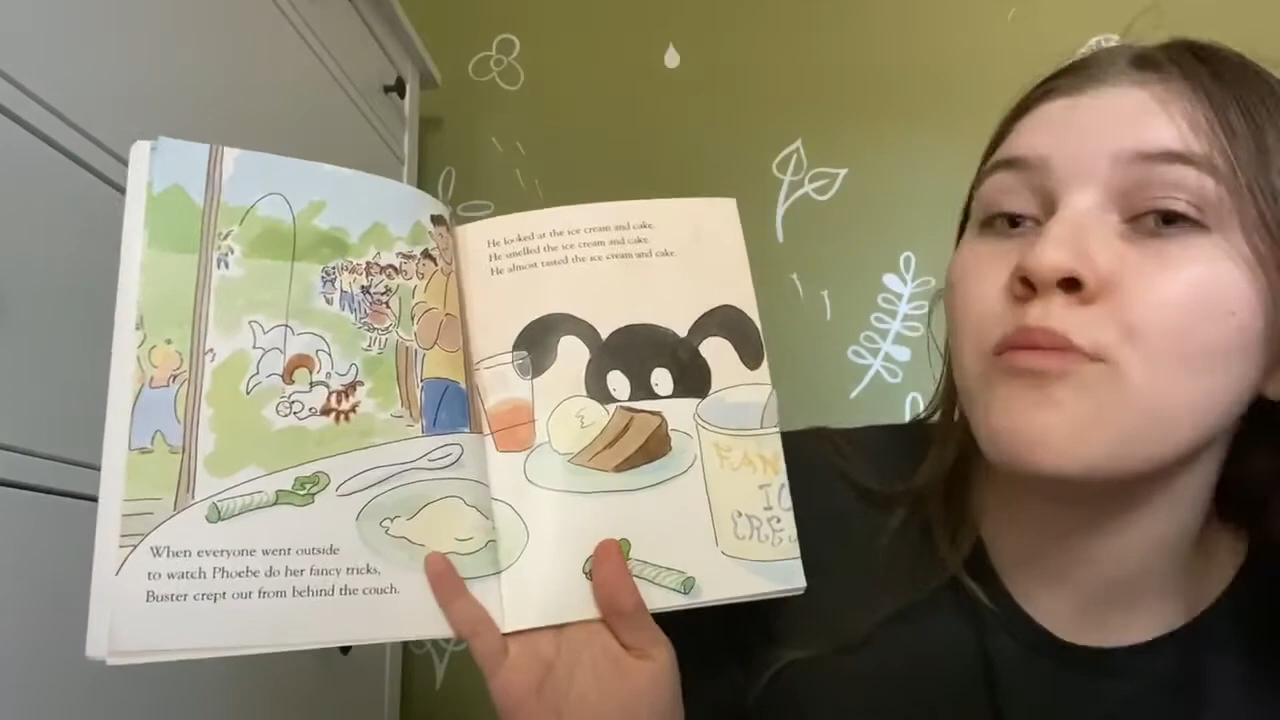 When everyone went outside
to watch Phoebe do her fancy tricks,
Buster crept out from behind the couch.
He looked at the ice cream and cake.
He smelled the ice cream and cake.
He almost tasted the ice cream and cake.
IC
CRE